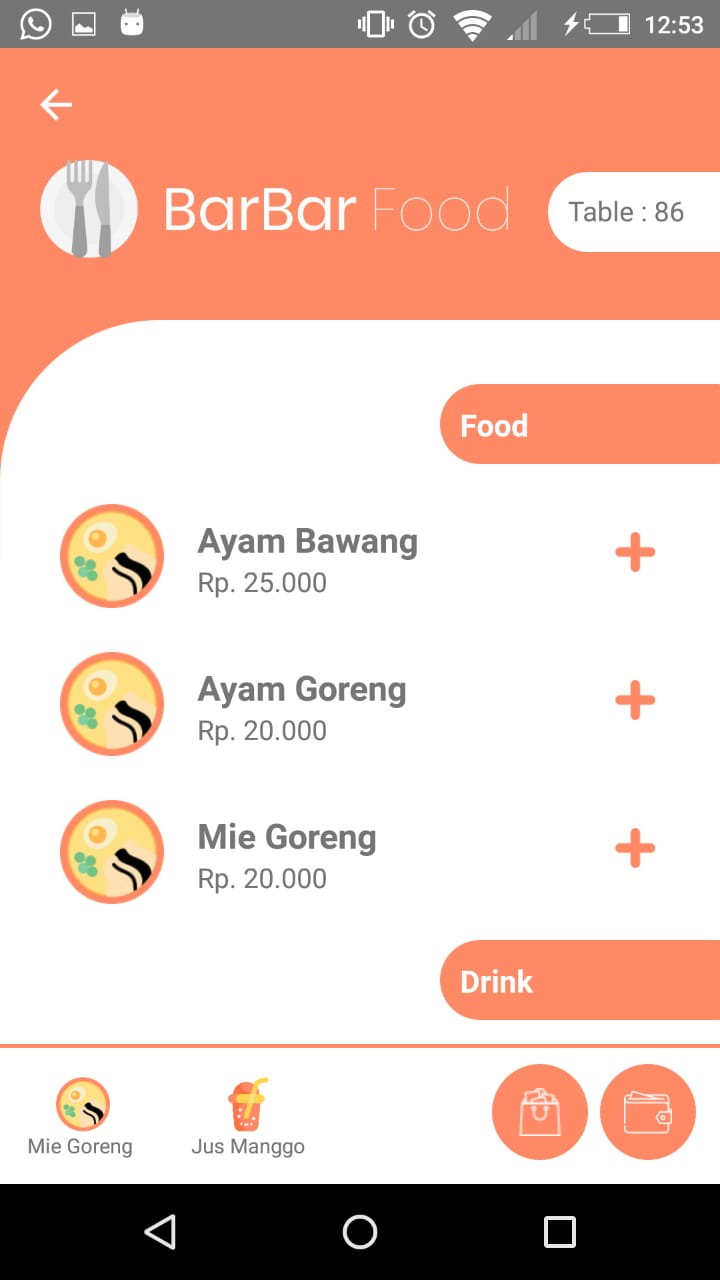 12:53
BarBar Food
Table : 86
Food
Ayam Bawang
Rp. 25.000
Ayam Goreng
Rp. 20.000
Mie Goreng
Rp. 20.000
Drink
Mie Goreng
Jus Manggo